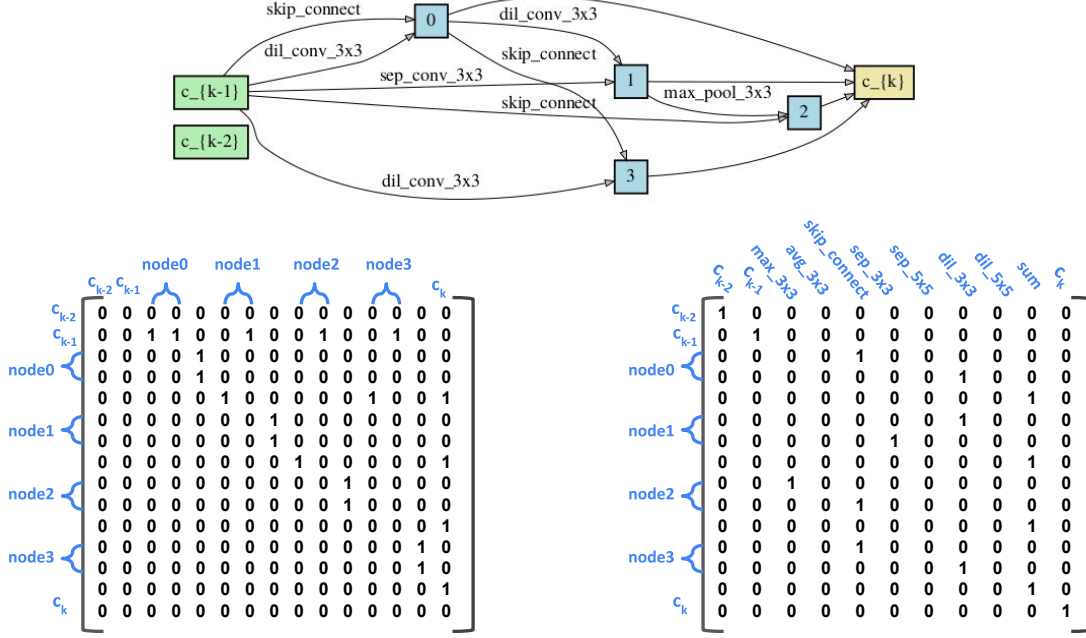 skip_connect
0
dil_conv_3x3
dil_conv_3x3
skip_connect
sep_conv_3x3
1
c_{k}
c_{k-1}
max_pool_3x3
skip_connect
2
c_{k-2}
dil_conv_3x3
3
node0 node1 node2 node3
c_k-2 c_k-1 c_k
c_k-2 0 0 0 0 0 0 0 0 0 0 0 0 0 0 0
c_k-1 0 0 1 1 0 0 1 0 0 1 0 0 1 0 0
0 0 0 0 1 0 0 0 0 0 0 0 0 0 0
node0
0 0 0 0 1 0 0 0 0 0 0 0 0 0 0
0 0 0 0 0 1 0 0 0 0 0 1 0 0 1
0 0 0 0 0 0 0 1 0 0 0 0 0 0 0
node1
0 0 0 0 0 0 0 1 0 0 0 0 0 0 0
0 0 0 0 0 0 0 0 1 0 0 0 0 0 1
0 0 0 0 0 0 0 0 0 0 1 0 0 0 0
node2
0 0 0 0 0 0 0 0 0 0 1 0 0 0 0
0 0 0 0 0 0 0 0 0 0 0 0 0 0 1
0 0 0 0 0 0 0 0 0 0 0 0 0 1 0
node3
0 0 0 0 0 0 0 0 0 0 0 0 0 1 0
0 0 0 0 0 0 0 0 0 0 0 0 0 0 1
c_k 0 0 0 0 0 0 0 0 0 0 0 0 0 0 0
c_k-2
c_k-1
max_3x3
avg_3x3
skip_connect
sep_3x3
sep_5x5
dil_3x3
dil_5x5
sum
c_k
c_k-2 1 0 0 0 0 0 0 0 0 0 0
c_k-1 0 1 0 0 0 0 0 0 0 0 0
0 0 0 0 1 0 0 0 0 0 0
node0
0 0 0 0 0 0 0 1 0 0 0
0 0 0 0 0 0 0 0 0 1 0
0 0 0 0 0 0 0 1 0 0 0
node1
0 0 0 0 0 1 0 0 0 0 0
0 0 0 0 0 0 0 0 0 1 0
0 0 1 0 0 0 0 0 0 0 0
node2
0 0 0 0 1 0 0 0 0 0 0
0 0 0 0 0 0 0 0 0 1 0
0 0 0 0 1 0 0 0 0 0 0
node3
0 0 0 0 0 0 0 1 0 0 0
0 0 0 0 0 0 0 0 0 1 0
c_k 0 0 0 0 0 0 0 0 0 0 1